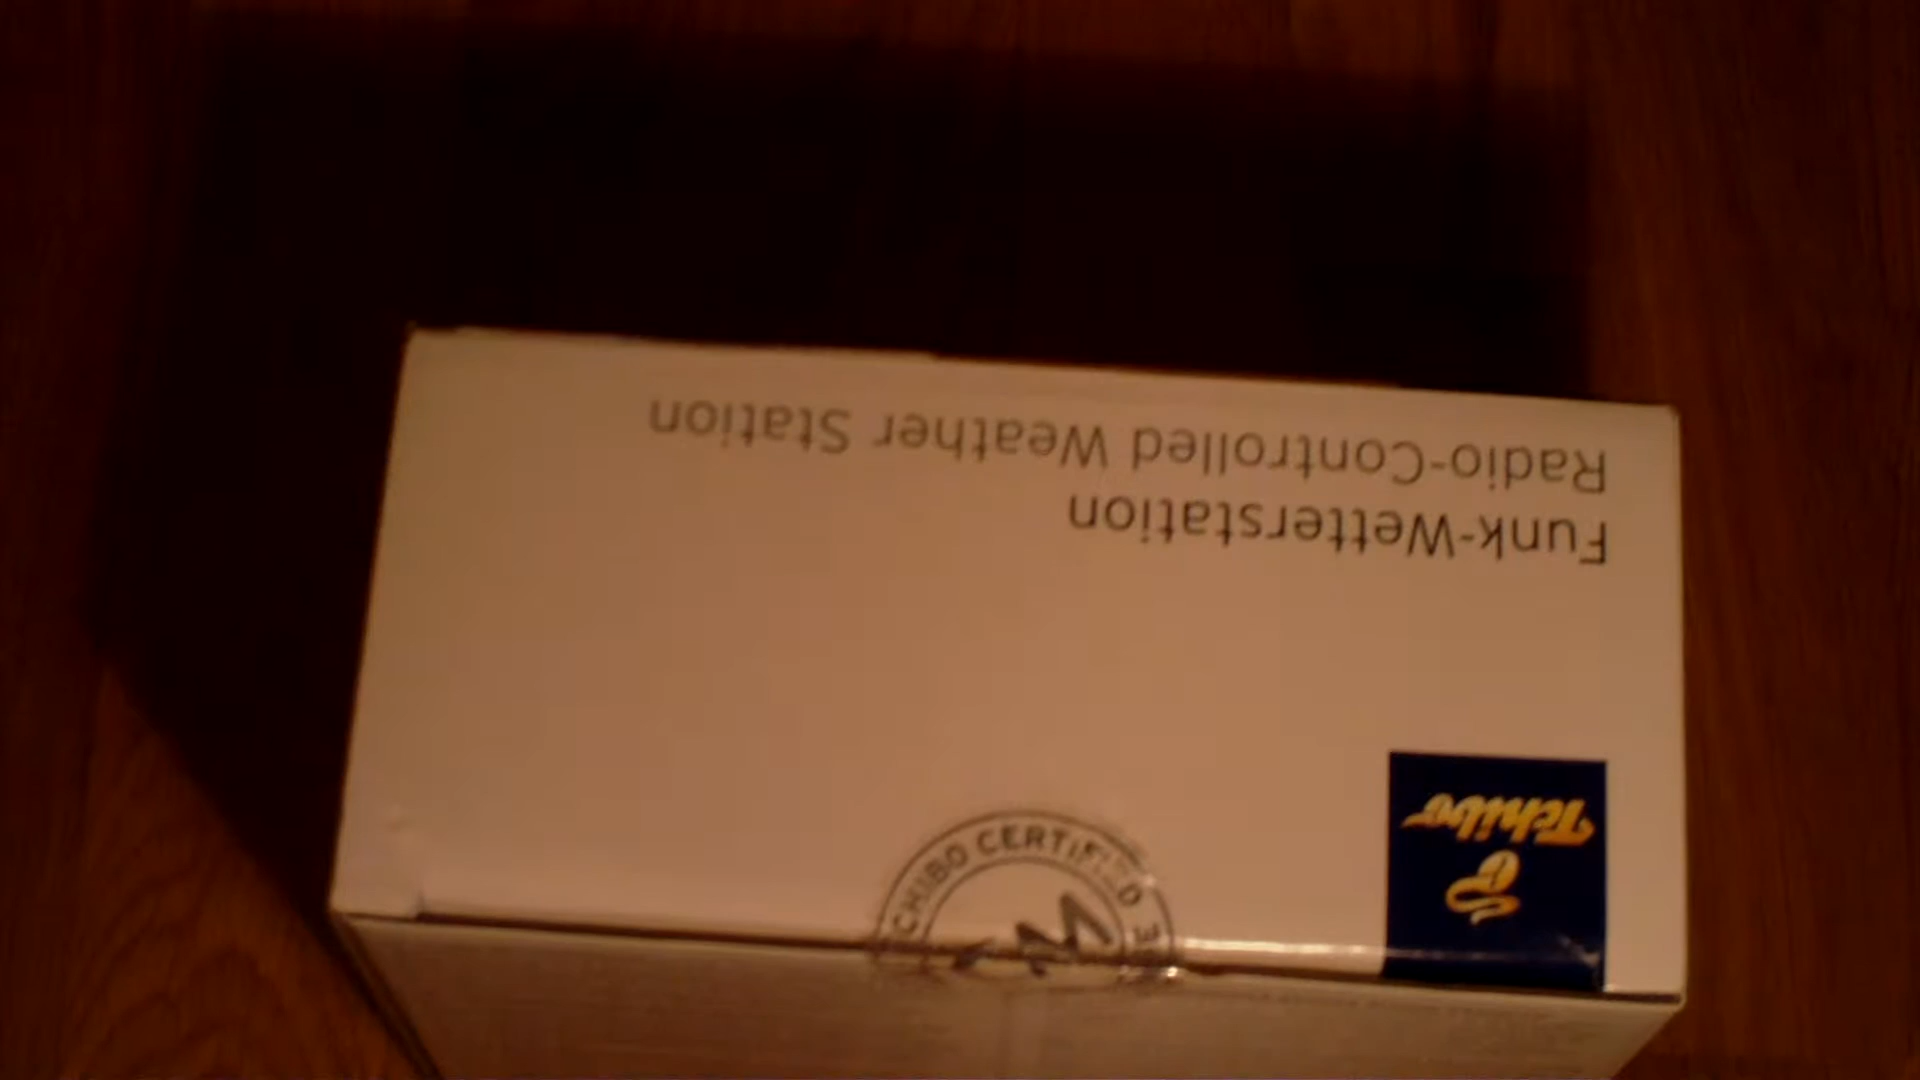 Tchibo
Funk-Wetterstation
Radio-Controlled Weather Station
TCHIBO CERTIFIED